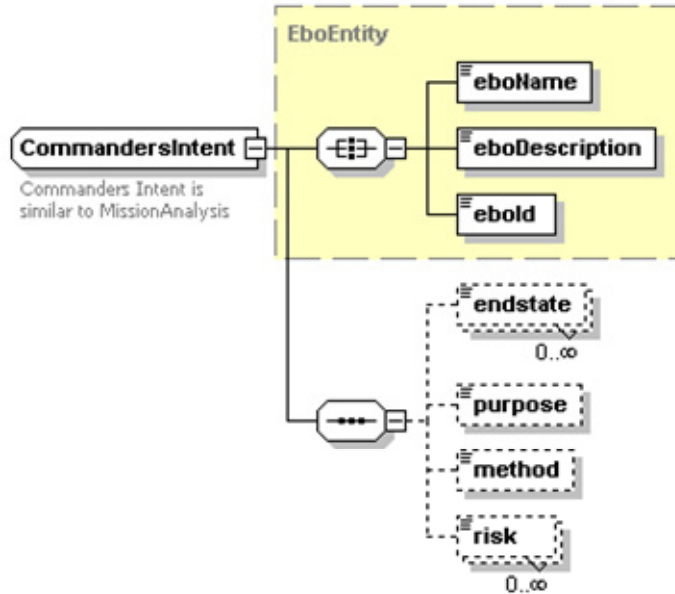 EboEntity
eboName
CommandersIntent
eboDescription
Commanders Intent is
similar to MissionAnalysis
eboId
endstate
0..∞
purpose
method
risk
0..∞